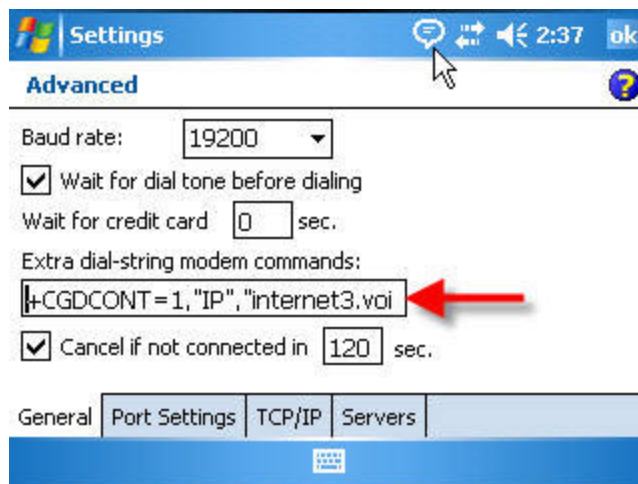 Settings 2:37 ok
Advanced ?
Baud rate: 19200
Wait for dial tone before dialing
Wait for credit card 0 sec.
Extra dial-string modem commands:
+CGDCONT=1,"IP","internet3.voi
Cancel if not connected in 120 sec.
General Port Settings TCP/IP Servers